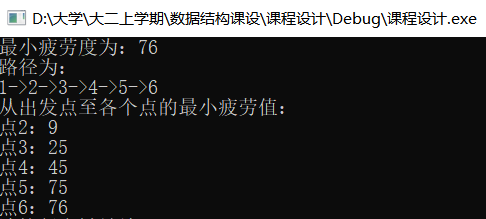 D:\大学\大二上学期\数据结构课设\课程设计\Debug\课程设计.exe
最小疲劳度为：76
路径为：
1->2->3->4->5->6
从出发点至各个点的最小疲劳值：
点2：9
点3：25
点4：45
点5：75
点6：76